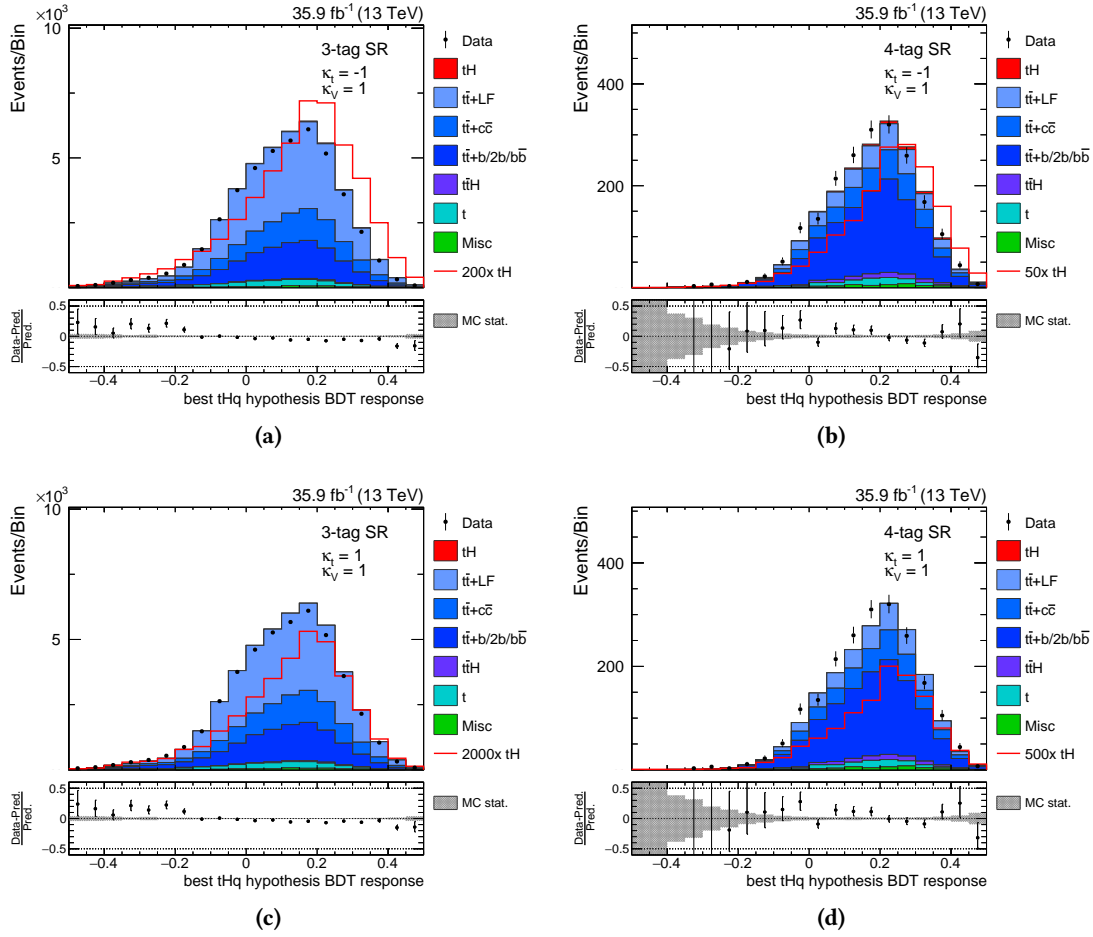 ×10³
35.9 fb⁻¹ (13 TeV)
10
5
Events/Bin
3-tag SR
κt = -1
κV = 1
Data
tH
tt̄+LF
tt̄+cc̄
tt̄+b/2b/bb̄
tt̄H
t
Misc
200x tH
Data-Pred.
Pred.
0.5
0
−0.5
MC stat.
−0.4 −0.2 0 0.2 0.4
best tHq hypothesis BDT response
(a)
35.9 fb⁻¹ (13 TeV)
400
200
Events/Bin
4-tag SR
κt = -1
κV = 1
Data
tH
tt̄+LF
tt̄+cc̄
tt̄+b/2b/bb̄
tt̄H
t
Misc
50x tH
Data-Pred.
Pred.
0.5
0
−0.5
MC stat.
−0.4 −0.2 0 0.2 0.4
best tHq hypothesis BDT response
(b)
×10³
35.9 fb⁻¹ (13 TeV)
10
5
Events/Bin
3-tag SR
κt = 1
κV = 1
Data
tH
tt̄+LF
tt̄+cc̄
tt̄+b/2b/bb̄
tt̄H
t
Misc
2000x tH
Data-Pred.
Pred.
0.5
0
−0.5
MC stat.
−0.4 −0.2 0 0.2 0.4
best tHq hypothesis BDT response
(c)
35.9 fb⁻¹ (13 TeV)
400
200
Events/Bin
4-tag SR
κt = 1
κV = 1
Data
tH
tt̄+LF
tt̄+cc̄
tt̄+b/2b/bb̄
tt̄H
t
Misc
500x tH
Data-Pred.
Pred.
0.5
0
−0.5
MC stat.
−0.4 −0.2 0 0.2 0.4
best tHq hypothesis BDT response
(d)